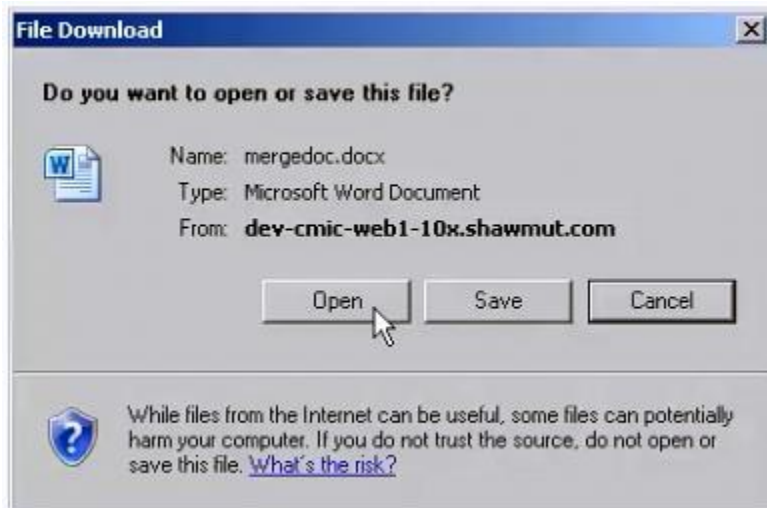 File Download
Do you want to open or save this file?
Name: mergedoc.docx
Type: Microsoft Word Document
From: dev-cmic-web1-10x.shawmut.com
Open Save Cancel
While files from the Internet can be useful, some files can potentially
harm your computer. If you do not trust the source, do not open or
save this file. What's the risk?